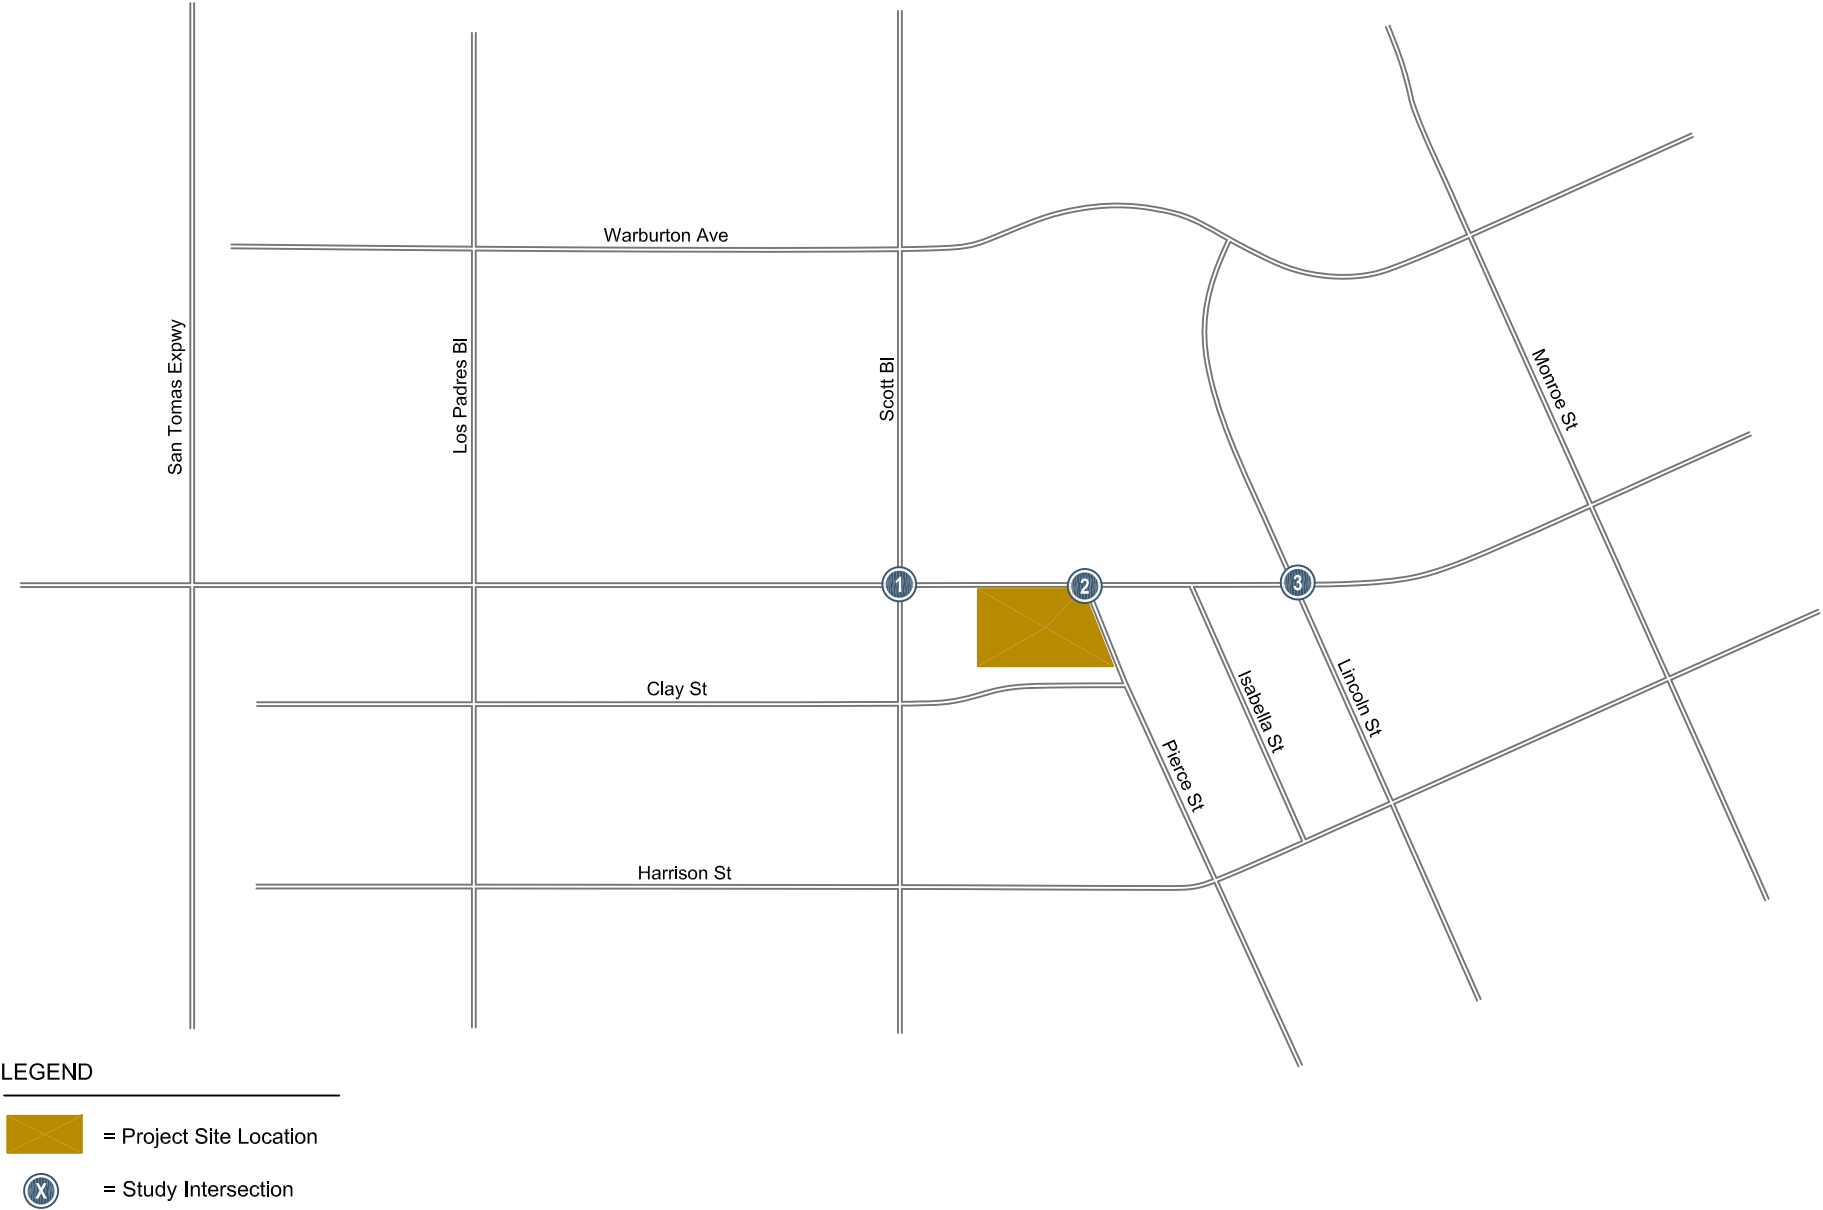 Warburton Ave
San Tomas Expwy
Los Padres Bl
Scott Bl
Monroe St
1
2
3
Clay St
Isabella St
Lincoln St
Pierce St
Harrison St
LEGEND
= Project Site Location
X
= Study Intersection